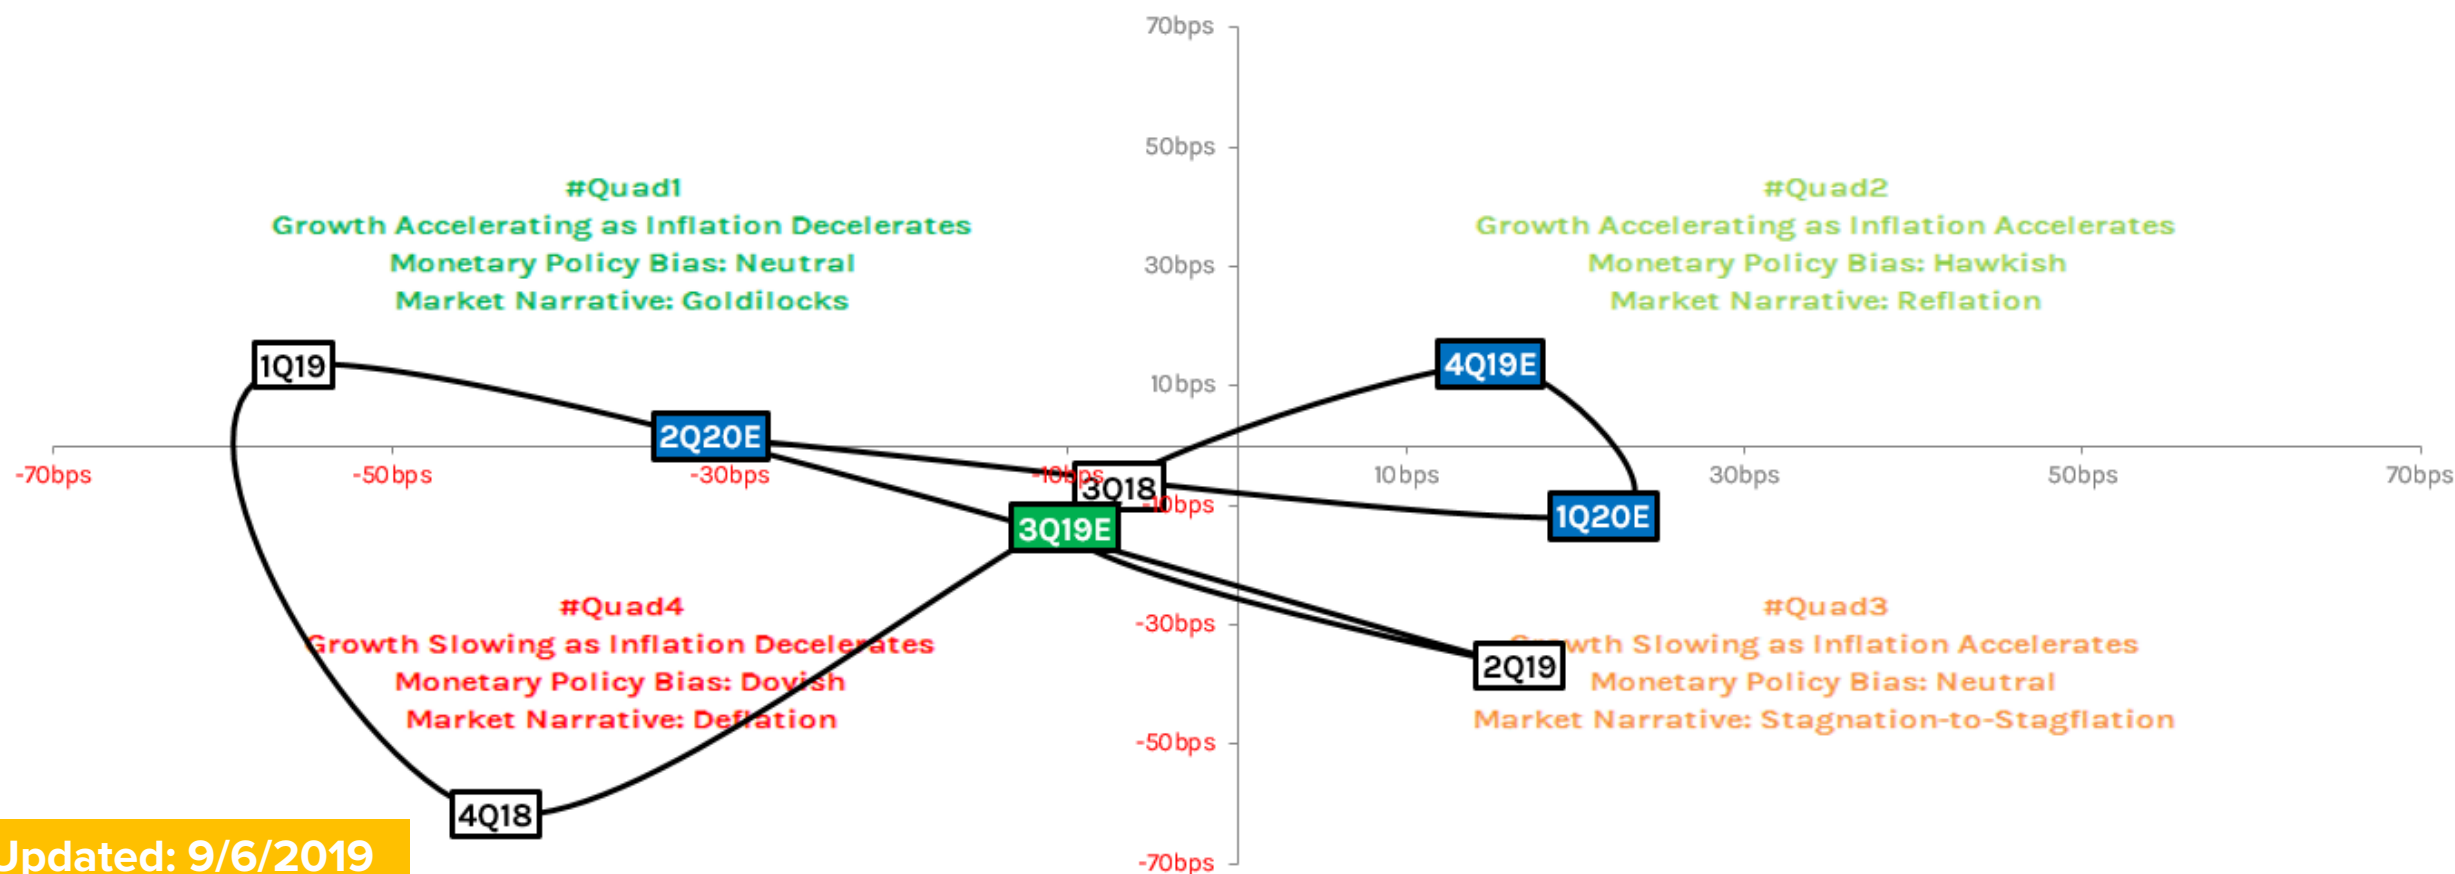 70bps
50bps
#Quad1
Growth Accelerating as Inflation Decelerates
Monetary Policy Bias: Neutral
Market Narrative: Goldilocks
#Quad2
Growth Accelerating as Inflation Accelerates
Monetary Policy Bias: Hawkish
Market Narrative: Reflation
30bps
1Q19
4Q19E
10bps
2Q20E
-70bps
-50bps
-30bps
-10bps
10bps
30bps
50bps
70bps
3Q18
-10bps
1Q20E
3Q19E
#Quad4
Growth Slowing as Inflation Decelerates
Monetary Policy Bias: Dovish
Market Narrative: Deflation
-30bps
#Quad3
Growth Slowing as Inflation Accelerates
Monetary Policy Bias: Neutral
Market Narrative: Stagnation-to-Stagflation
2Q19
-50bps
4Q18
-70bps
Updated: 9/6/2019